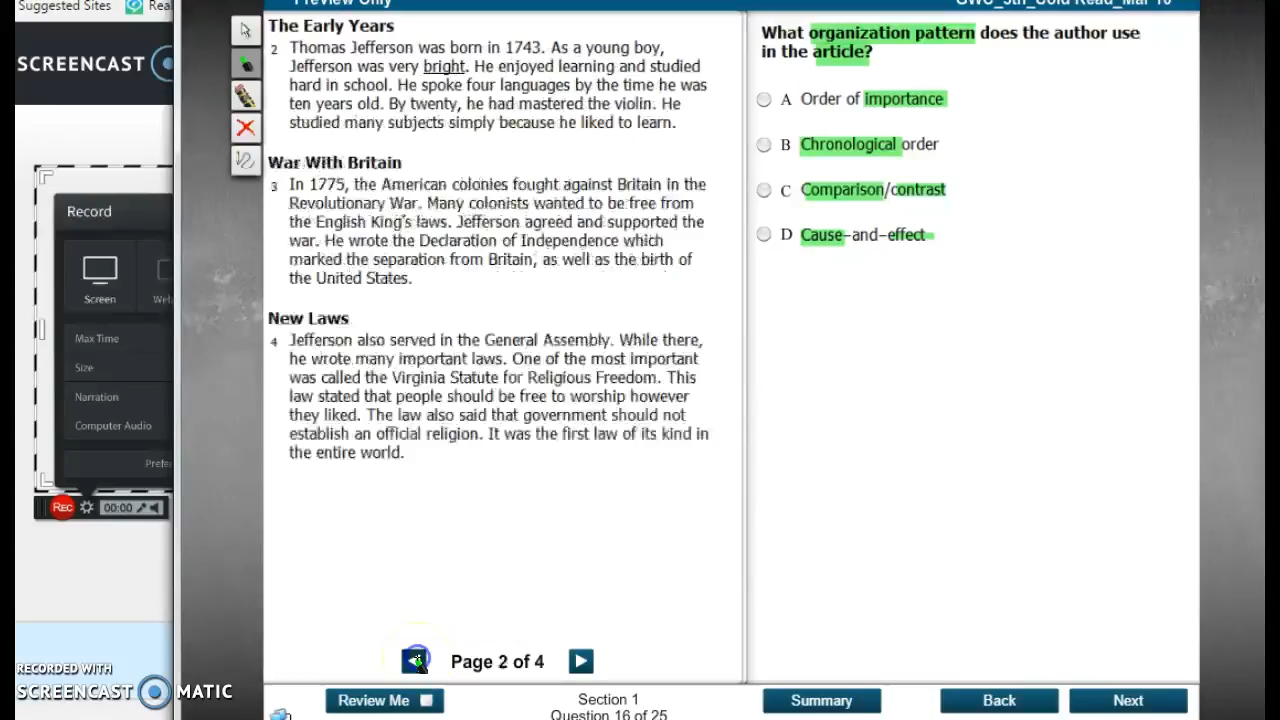 Suggested Sites
Rea
SCREENCAST
Record
Screen
Max Time
Size
Narration
Computer Audio
REC
00:00
RECORDED WITH
SCREENCAST MATIC
Preview Only
The Early Years
2 Thomas Jefferson was born in 1743. As a young boy,
Jefferson was very bright. He enjoyed learning and studied
hard in school. He spoke four languages by the time he was
ten years old. By twenty, he had mastered the violin. He
studied many subjects simply because he liked to learn.
War With Britain
3 In 1775, the American colonies fought against Britain in the
Revolutionary War. Many colonists wanted to be free from
the English King's laws. Jefferson agreed and supported the
war. He wrote the Declaration of Independence which
marked the separation from Britain, as well as the birth of
the United States.
New Laws
4 Jefferson also served in the General Assembly. While there,
he wrote many important laws. One of the most important
was called the Virginia Statute for Religious Freedom. This
law stated that people should be free to worship however
they liked. The law also said that government should not
establish an official religion. It was the first law of its kind in
the entire world.
Page 2 of 4
What organization pattern does the author use
in the article?
A Order of importance
B Chronological order
C Comparison/contrast
D Cause-and-effect
Review Me
Section 1
Question 16 of 25
Summary
Back
Next